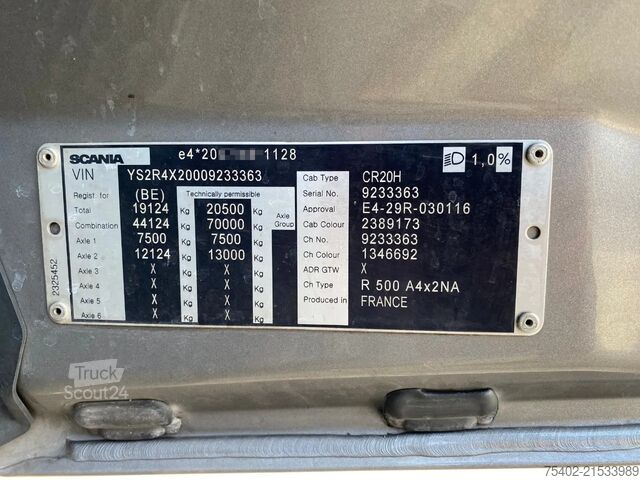 SCANIA e4*20 1128 1,0%
VIN YS2R4X20009233363
Regist for (BE) Technically permissible
Total 19124 Kg 20500 Kg Axle Group
Combination 44124 Kg 70000 Kg
Axle 1 7500 Kg 7500 Kg
Axle 2 12124 Kg 13000 Kg
Axle 3 X Kg X Kg
Axle 4 X Kg X Kg
Axle 5 X Kg X Kg
Axle 6 X Kg X Kg
Cab Type CR20H
Serial No. 9233363
Approval E4-29R-030116
Cab Colour 2389173
Ch No. 9233363
Ch Colour 1346692
ADR GTW X
Ch Type R 500 A4x2NA
Produced in FRANCE
2325452
Truck
Scout24
75402-21533989